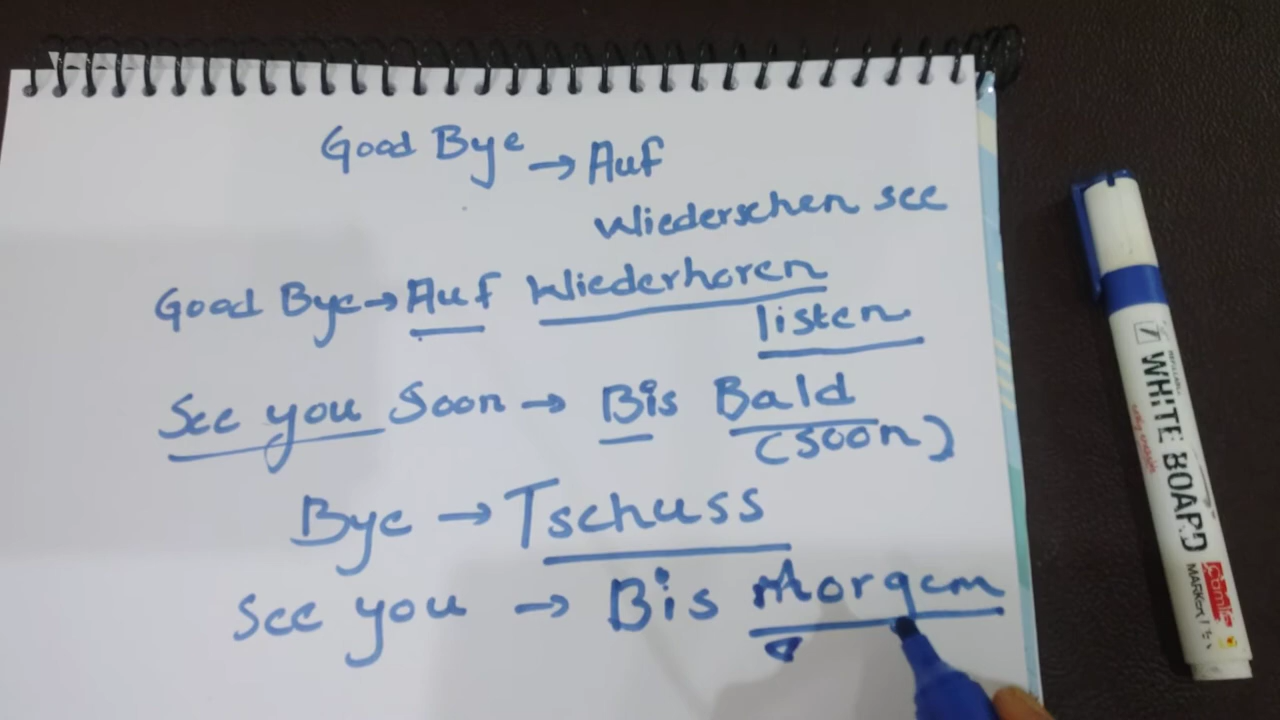 Good Bye → Auf
Wiedersehen see
Good Bye → Auf Wiederhoren
listen
See you Soon → Bis Bald
(soon)
Bye → Tschuss
See you → Bis Morgem
WHITE BOARD
MARKER